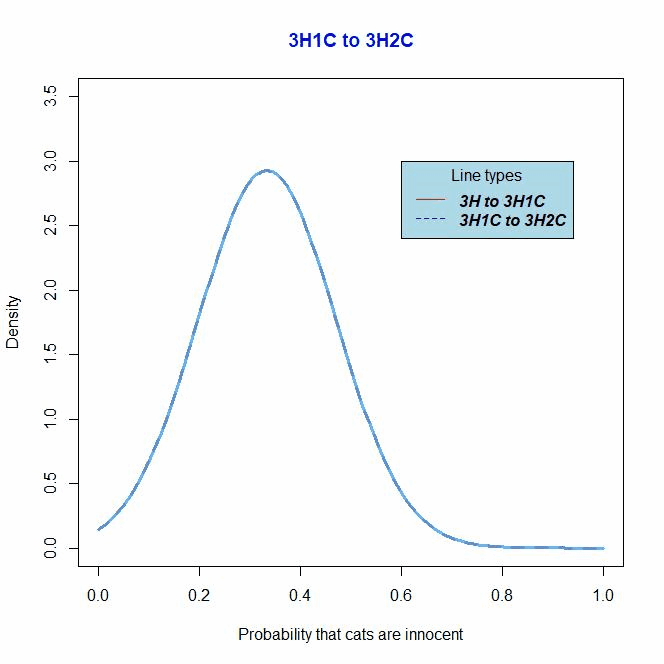 3H1C to 3H2C
3.5
3.0
2.5
2.0
1.5
1.0
0.5
0.0
Density
Line types
3H to 3H1C
3H1C to 3H2C
0.0 0.2 0.4 0.6 0.8 1.0
Probability that cats are innocent